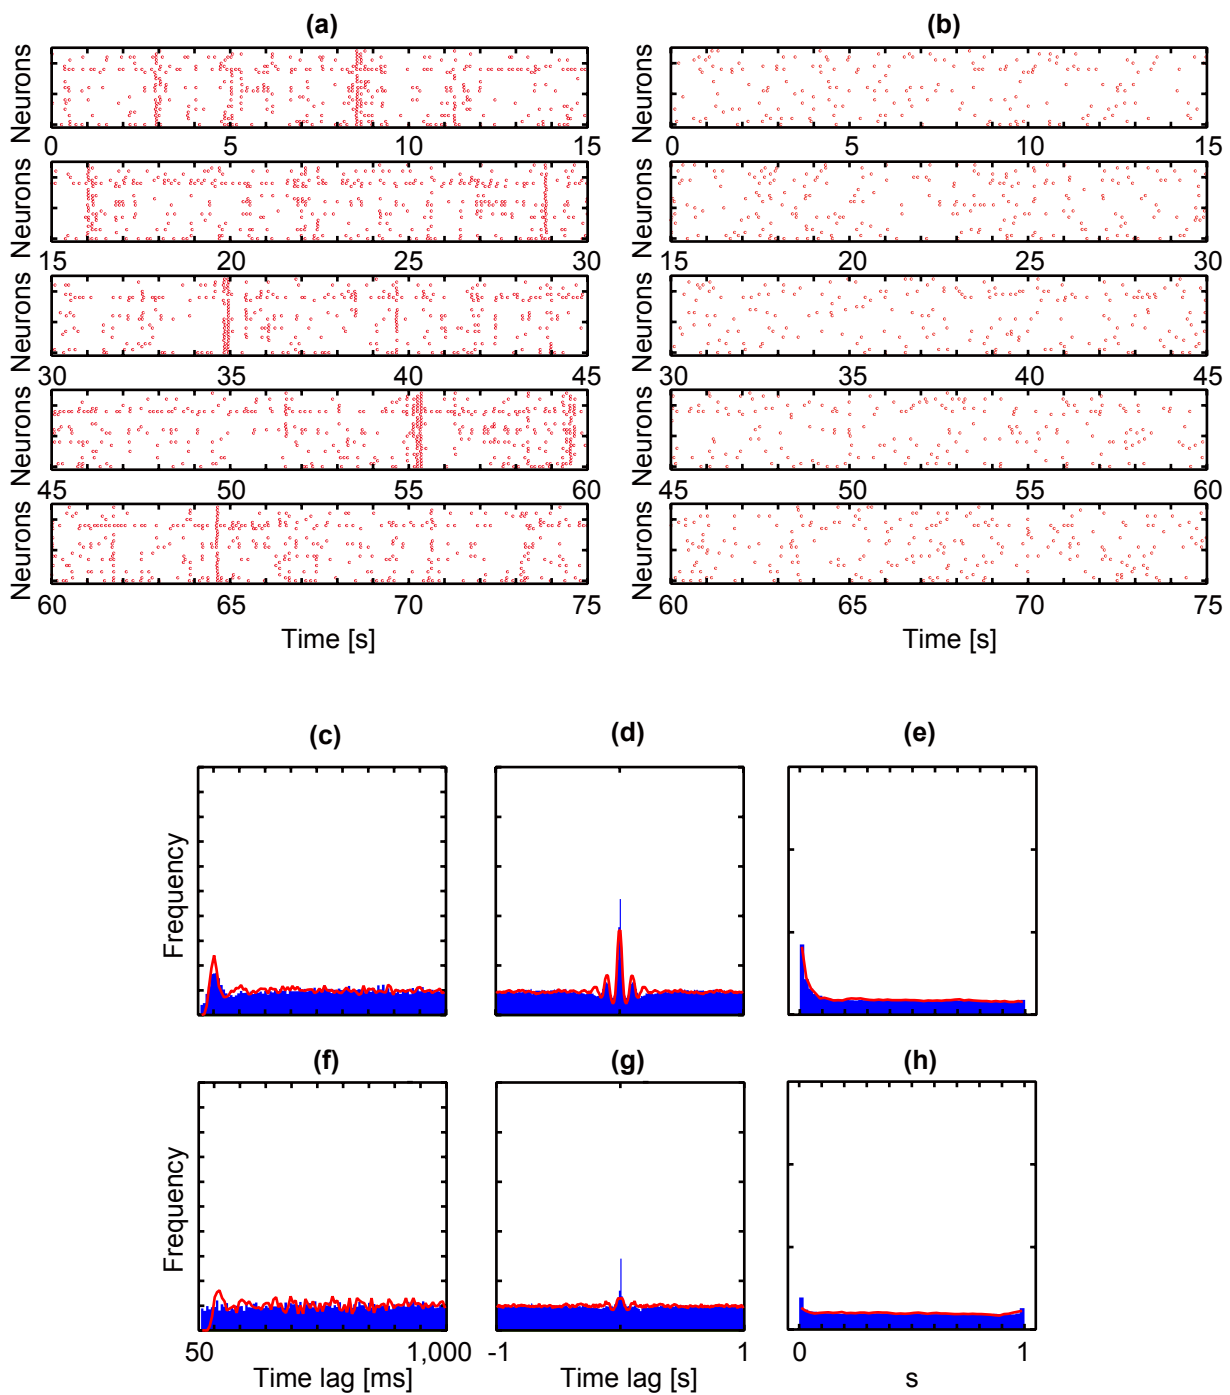 (a)
Neurons
0 5 10 15
Neurons
15 20 25 30
Neurons
30 35 40 45
Neurons
45 50 55 60
Neurons
60 65 70 75
Time [s]
(b)
Neurons
0 5 10 15
Neurons
15 20 25 30
Neurons
30 35 40 45
Neurons
45 50 55 60
Neurons
60 65 70 75
Time [s]
(c) (d) (e)
Frequency
(f) (g) (h)
Frequency
50 1,000 -1 1 0 1
Time lag [ms] Time lag [s] s